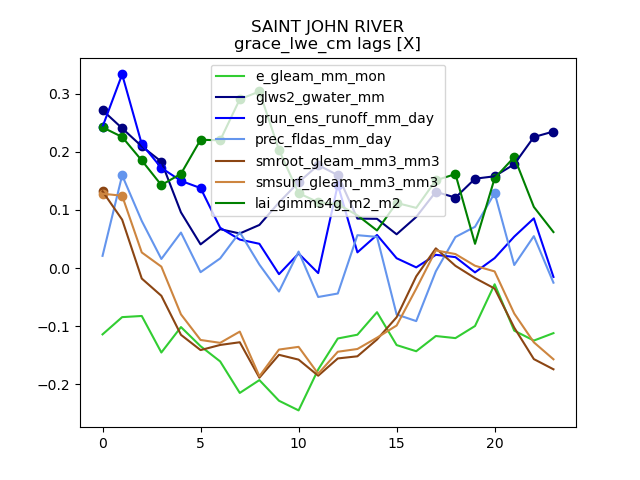 SAINT JOHN RIVER
grace_lwe_cm lags [X]
e_gleam_mm_mon
glws2_gwater_mm
grun_ens_runoff_mm_day
prec_fldas_mm_day
smroot_gleam_mm3_mm3
smsurf_gleam_mm3_mm3
lai_gimms4g_m2_m2
0.3
0.2
0.1
0.0
−0.1
−0.2
0
5
10
15
20